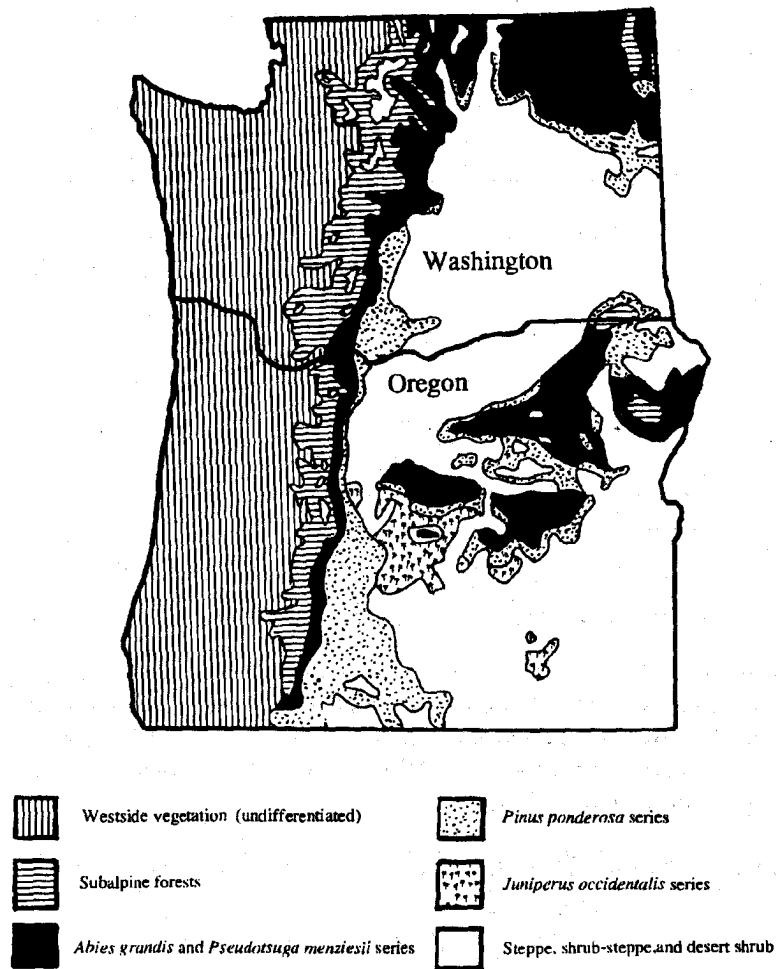 Washington
Oregon
Westside vegetation (undifferentiated)
Subalpine forests
Abies grandis and Pseudotsuga menziesii series
Pinus ponderosa series
Juniperus occidentalis series
Steppe, shrub-steppe,and desert shrub